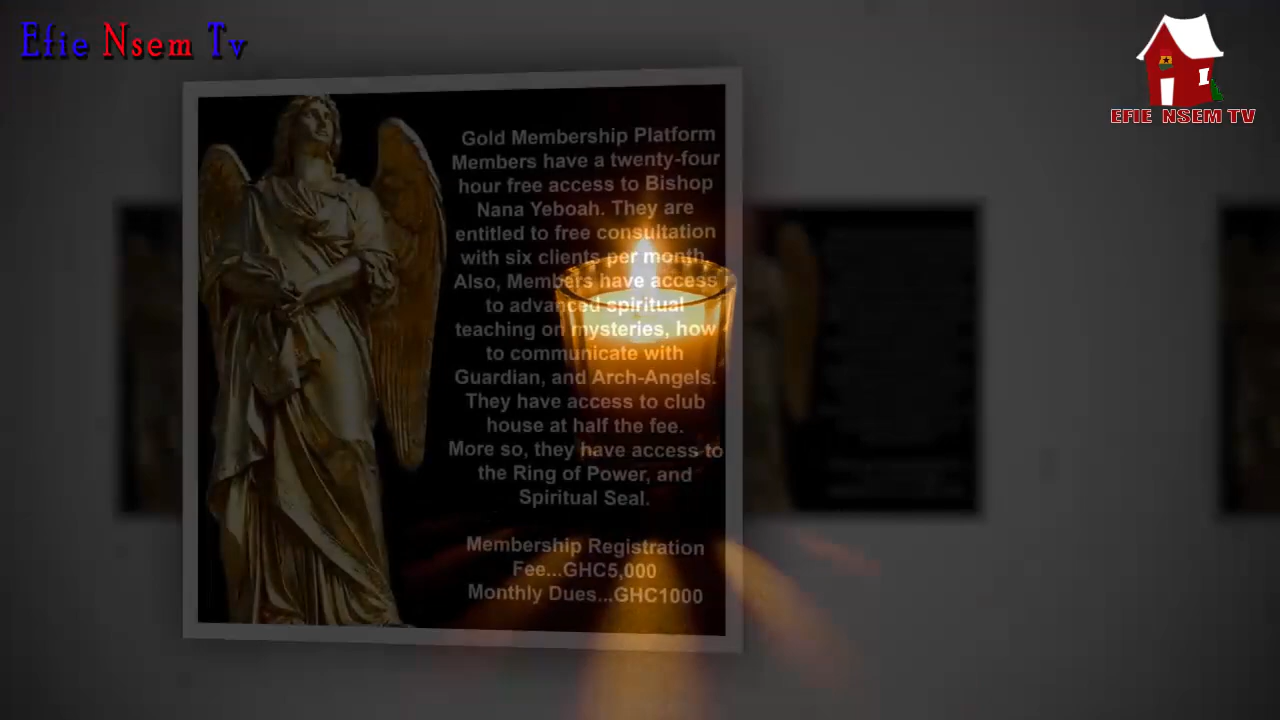 Efie Nsem Tv
EFIE NSEM TV
Gold Membership Platform
Members have a twenty-four
hour free access to Bishop
Nana Yeboah. They are
entitled to free consultation
with six clients per month
Also, Members have access
to advanced spiritual
teaching on mysteries, how
to communicate with
Guardian, and Arch-Angels.
They have access to club
house at half the fee.
More so, they have access to
the Ring of Power, and
Spiritual Seal.
Membership Registration
Fee...GHC5,000
Monthly Dues...GHC1000